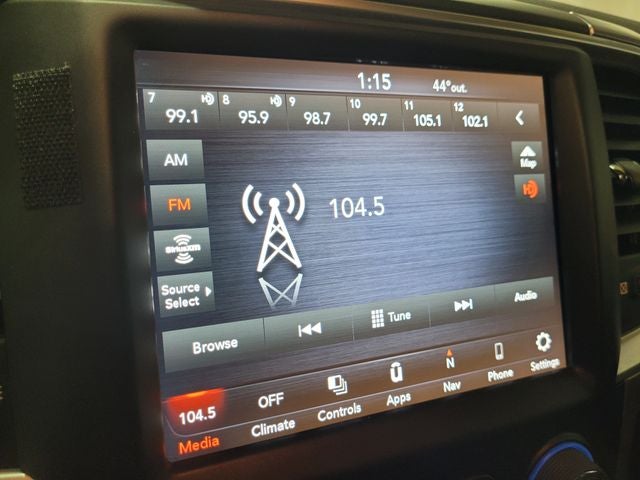 1:15 44°out.
7 99.1 8 95.9 9 98.7 10 99.7 11 105.1 12 102.1
AM
Map
FM
104.5
SiriusXM
Source
Select
Browse Tune Audio
104.5 OFF N
Media Climate Controls Apps Nav Phone Settings